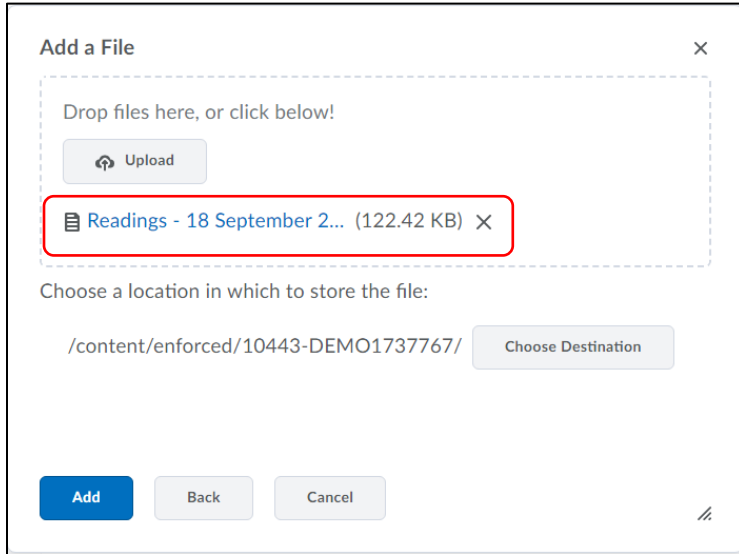 Add a File
Drop files here, or click below!
Upload
Readings - 18 September 2... (122.42 KB)
Choose a location in which to store the file:
/content/enforced/10443-DEMO1737767/ Choose Destination
Add Back Cancel